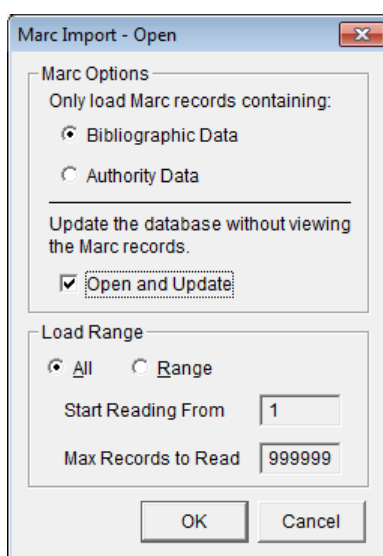 Marc Import - Open
Marc Options
Only load Marc records containing:
Bibliographic Data
Authority Data
Update the database without viewing
the Marc records.
Open and Update
Load Range
All Range
Start Reading From 1
Max Records to Read 999999
OK Cancel